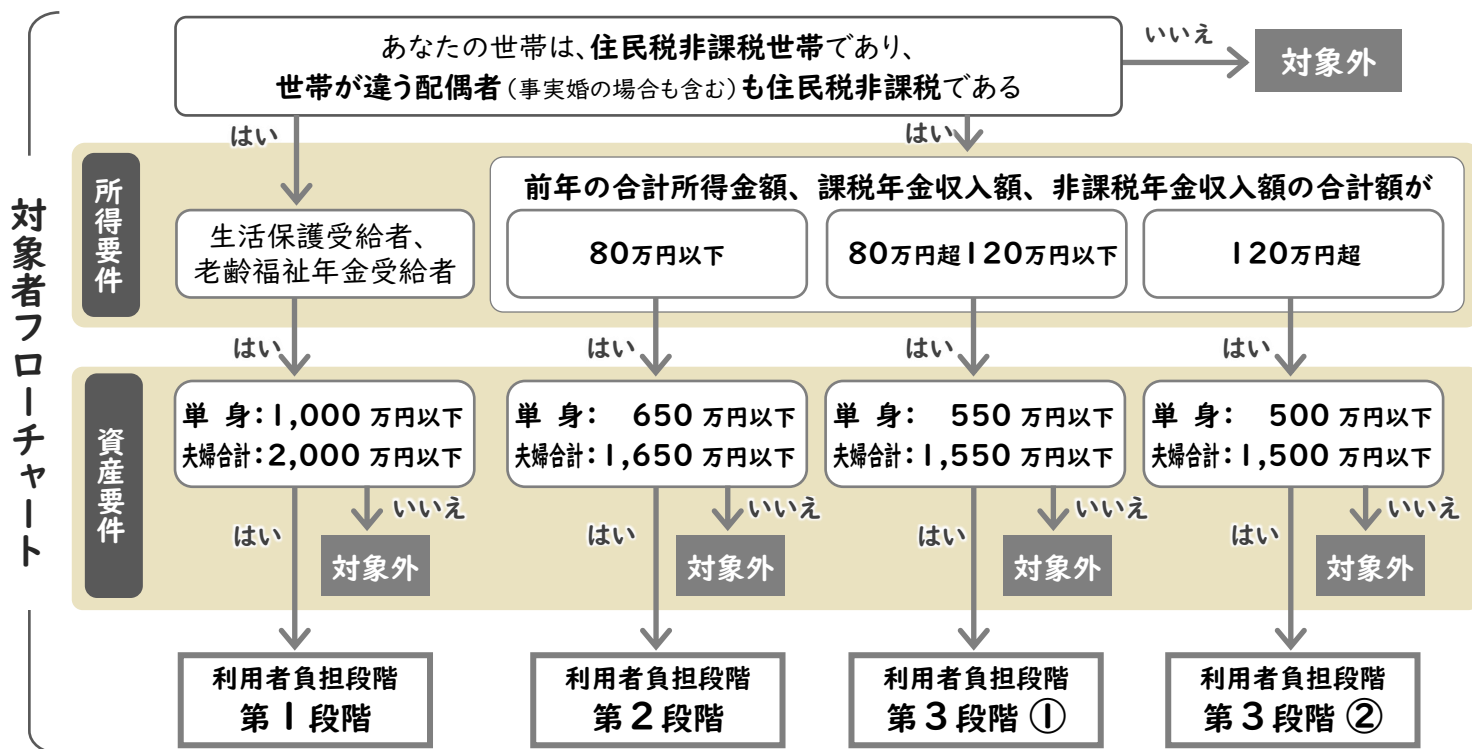 対象者フローチャート
あなたの世帯は、住民税非課税世帯であり、
世帯が違う配偶者(事実婚の場合も含む)も住民税非課税である
いいえ
対象外
はい
はい
所得要件
生活保護受給者、
老齢福祉年金受給者
前年の合計所得金額、課税年金収入額、非課税年金収入額の合計額が
80万円以下
80万円超120万円以下
120万円超
はい
はい
はい
はい
資産要件
単 身:1,000 万円以下
夫婦合計:2,000 万円以下
単 身: 650 万円以下
夫婦合計:1,650 万円以下
単 身: 550 万円以下
夫婦合計:1,550 万円以下
単 身: 500 万円以下
夫婦合計:1,500 万円以下
はい
いいえ
対象外
はい
いいえ
対象外
はい
いいえ
対象外
はい
いいえ
対象外
利用者負担段階
第1段階
利用者負担段階
第2段階
利用者負担段階
第3段階①
利用者負担段階
第3段階②